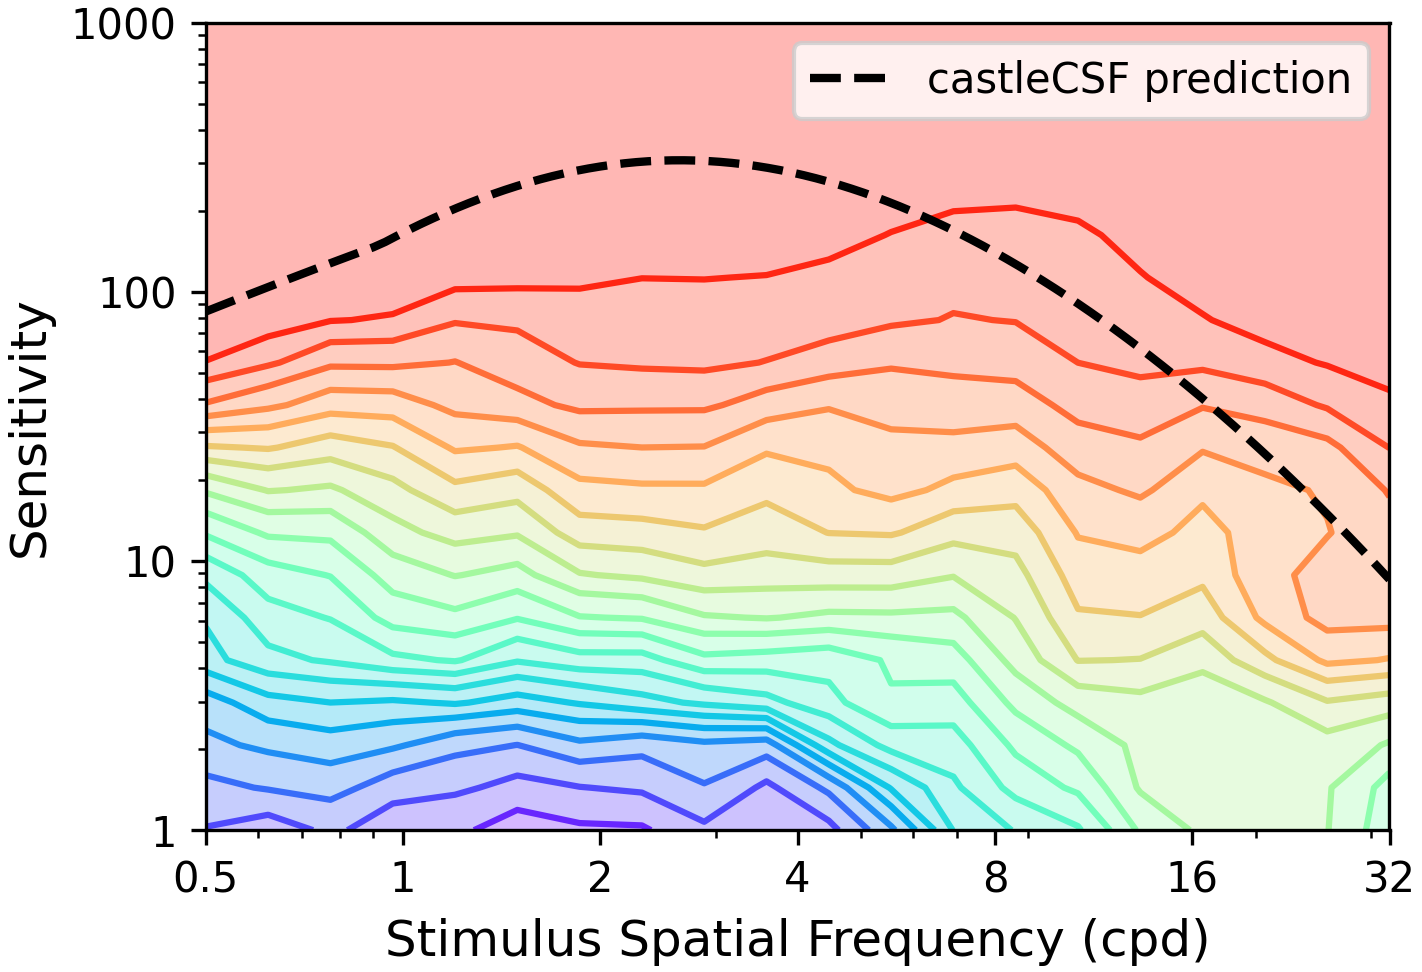 1000
100
10
1
Sensitivity
castleCSF prediction
0.5 1 2 4 8 16 32
Stimulus Spatial Frequency (cpd)